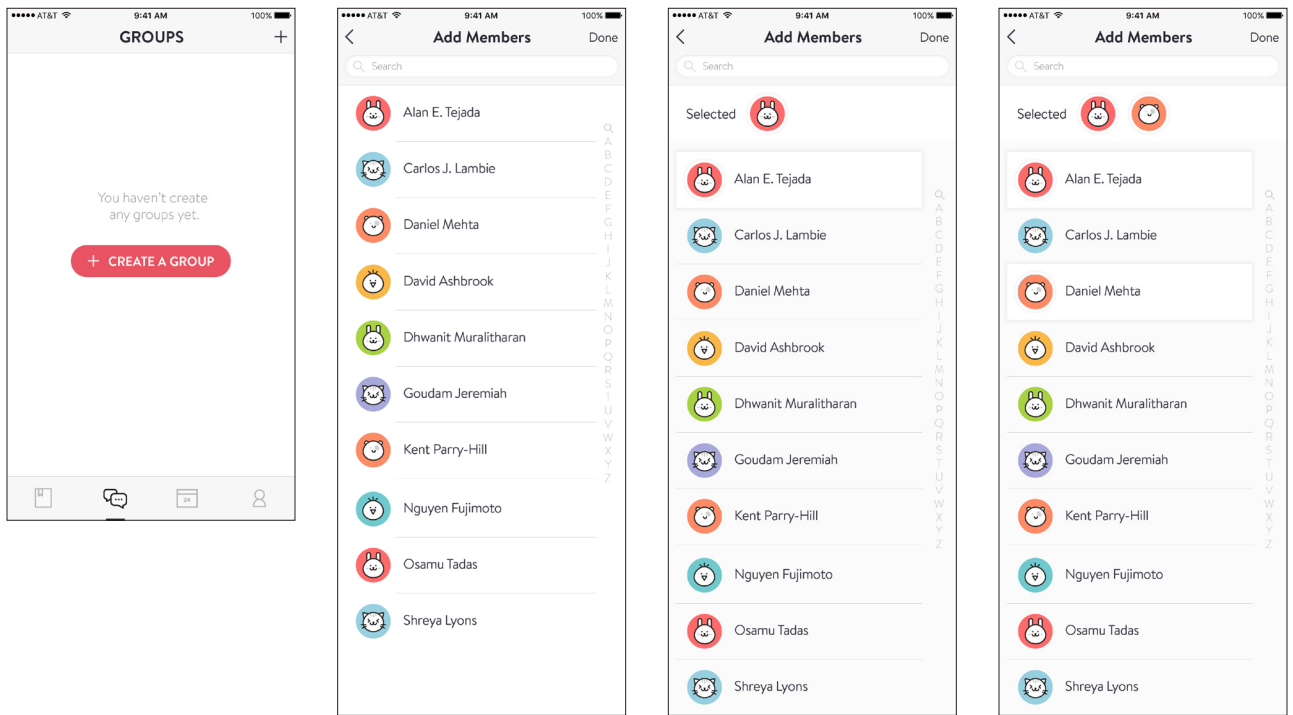 AT&T 9:41 AM 100%
GROUPS +
You haven't create
any groups yet.
+ CREATE A GROUP
24
AT&T 9:41 AM 100%
Add Members Done
Search
Alan E. Tejada
Carlos J. Lambie
Daniel Mehta
David Ashbrook
Dhwanit Muralitharan
Goudam Jeremiah
Kent Parry-Hill
Nguyen Fujimoto
Osamu Tadas
Shreya Lyons
A
B
C
D
E
F
G
H
I
J
K
L
M
N
O
P
Q
R
S
T
U
V
W
X
Y
Z
AT&T 9:41 AM 100%
Add Members Done
Search
Selected
Alan E. Tejada
Carlos J. Lambie
Daniel Mehta
David Ashbrook
Dhwanit Muralitharan
Goudam Jeremiah
Kent Parry-Hill
Nguyen Fujimoto
Osamu Tadas
Shreya Lyons
A
B
C
D
E
F
G
H
I
J
K
L
M
N
O
P
Q
R
S
T
U
V
W
X
Y
Z
AT&T 9:41 AM 100%
Add Members Done
Search
Selected
Alan E. Tejada
Carlos J. Lambie
Daniel Mehta
David Ashbrook
Dhwanit Muralitharan
Goudam Jeremiah
Kent Parry-Hill
Nguyen Fujimoto
Osamu Tadas
Shreya Lyons
A
B
C
D
E
F
G
H
I
J
K
L
M
N
O
P
Q
R
S
T
U
V
W
X
Y
Z